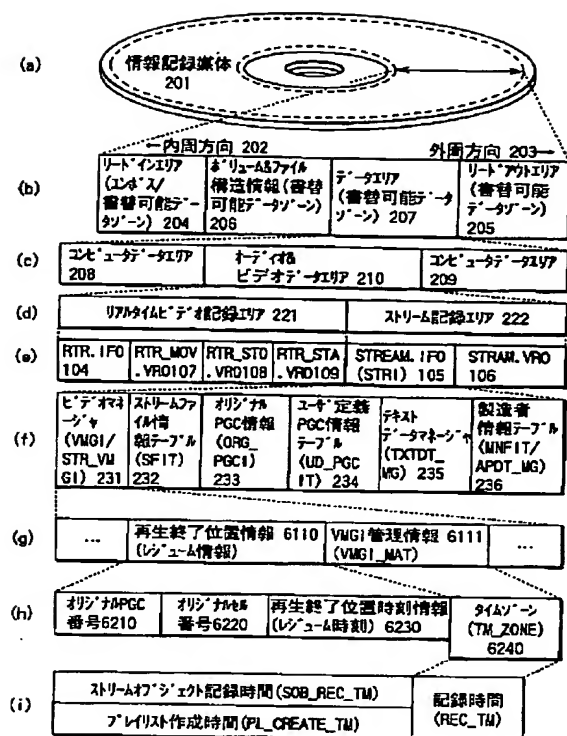 (a)
情報記録媒体
201
←内周方向 202
外周方向 203→
(b)
リードインエリア
(エンボス/
書替可能デー
タゾーン) 204
ボリューム&ファイル
構造情報(書替
可能データゾーン)
206
データエリア
(書替可能データ
ゾーン) 207
リードアウトエリア
(書替可能
データゾーン)
205
(c)
コンピュータデータエリア
208
オーディオ&
ビデオデータエリア 210
コンピュータデータエリア
209
(d)
リアルタイムビデオ記録エリア 221
ストリーム記録エリア 222
(e)
RTR.IFO
104
RTR_MOV
.VRO107
RTR_STO
.VRO108
RTR_STA
.VRO109
STREAM.IFO
(STRI) 105
STRAM.VRO
106
(f)
ビデオマネ
ージャ
(VMGI/
STR_VM
GI) 231
ストリームファ
イル情
報テーブル
(SFIT)
232
オリジナル
PGC情報
(ORG_
PGCI)
233
ユーザ定義
PGC情報
テーブル
(UD_PGC
IT) 234
テキスト
データマネージャ
(TXTDT_
MG) 235
製造者
情報テーブル
(MNFIT/
APDT_MG)
236
(g)
...
再生終了位置情報 6110
(レジューム情報)
VMGI管理情報 6111
(VMGI_MAT)
...
(h)
オリジナルPGC
番号6210
オリジナルセル
番号6220
再生終了位置時刻情報
(レジューム時刻) 6230
タイムゾーン
(TM_ZONE)
6240
(i)
ストリームオブジェクト記録時間(SOB_REC_TM)
プレイリスト作成時間(PL_CREATE_TM)
記録時間
(REC_TM)